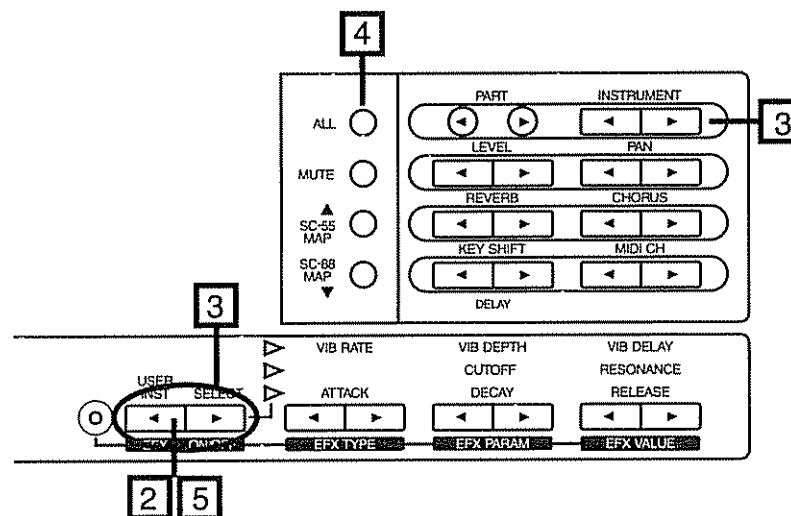 4
PART INSTRUMENT
ALL 3
LEVEL PAN
MUTE
REVERB CHORUS
SC-55
MAP
KEY SHIFT MIDI CH
SC-88
MAP
DELAY
3
VIB RATE VIB DEPTH VIB DELAY
CUTOFF RESONANCE
USER
INST SELECT ATTACK DECAY RELEASE
EFX TYPE EFX PARAM EFX VALUE
2 5